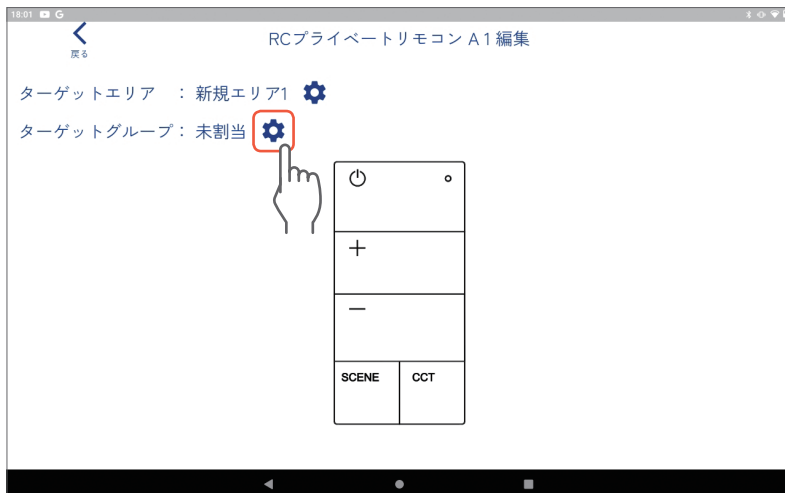 18:01 G
戻る
RCプライベートリモコン A1編集
ターゲットエリア ： 新規エリア1
ターゲットグループ： 未割当
SCENE CCT